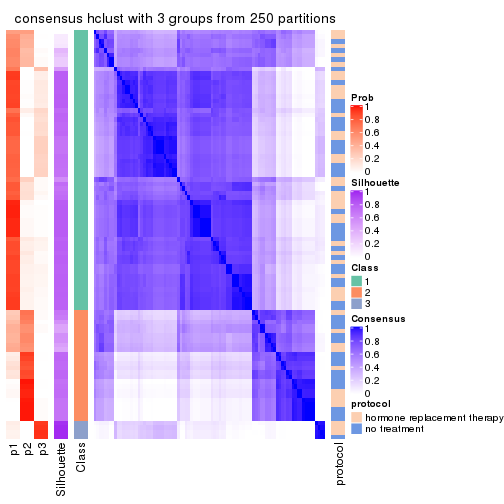 consensus hclust with 3 groups from 250 partitions
Prob
1
0.8
0.6
0.4
0.2
0
Silhouette
1
0.8
0.6
0.4
0.2
0
Class
1
2
3
Consensus
1
0.8
0.6
0.4
0.2
0
protocol
hormone replacement therapy
no treatment
p1
p2
p3
Silhouette
Class
protocol